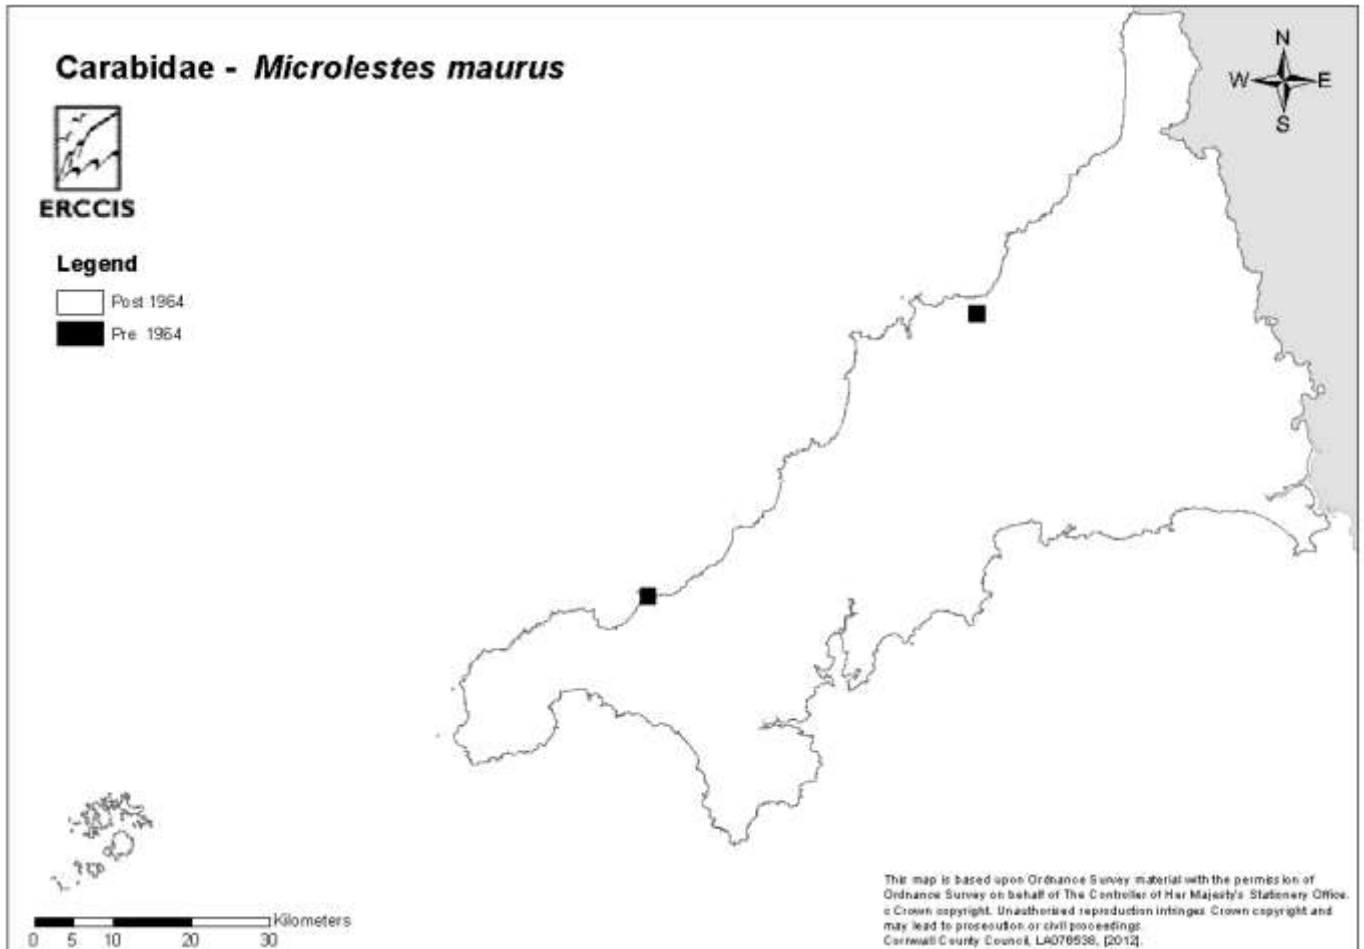 Carabidae - Microlestes maurus
N
W E
S
ERCCIS
Legend
Post 1964
Pre 1964
Kilometers
0 5 10 20 30
This map is based upon Ordnance Survey material with the permission of
Ordnance Survey on behalf of The Controller of Her Majesty's Stationery Office.
c Crown copyright. Unauthorised reproduction infringes Crown copyright and
may lead to prosecution or civil proceedings.
Cornwall County Council, LA076538, [2012].